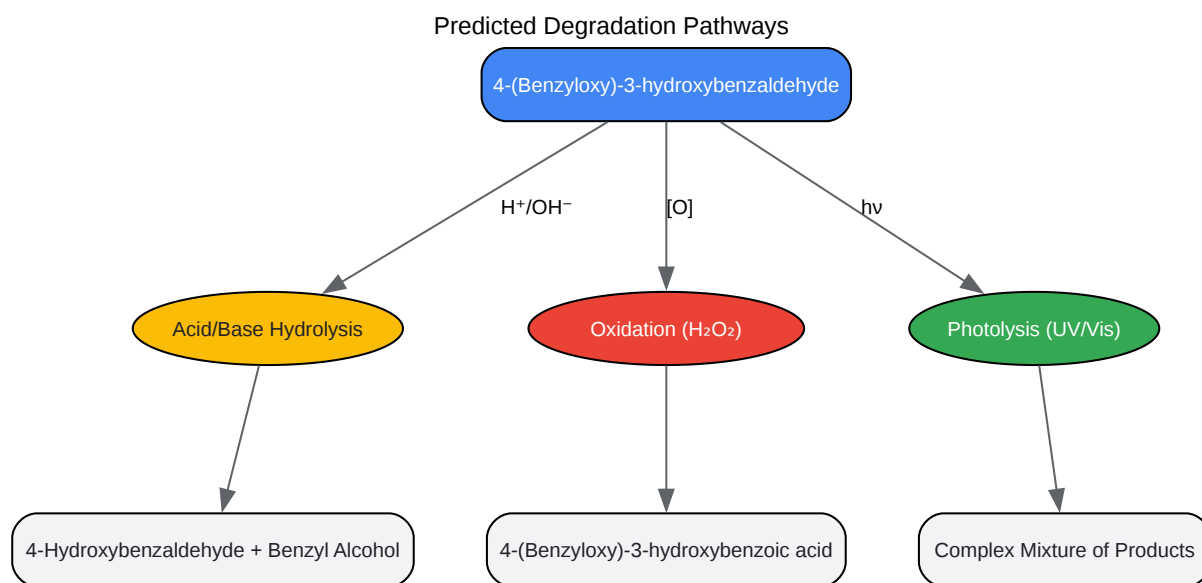 Predicted Degradation Pathways
4-(Benzyloxy)-3-hydroxybenzaldehyde
H⁺/OH⁻
[O]
hν
Acid/Base Hydrolysis
Oxidation (H₂O₂)
Photolysis (UV/Vis)
4-Hydroxybenzaldehyde + Benzyl Alcohol
4-(Benzyloxy)-3-hydroxybenzoic acid
Complex Mixture of Products